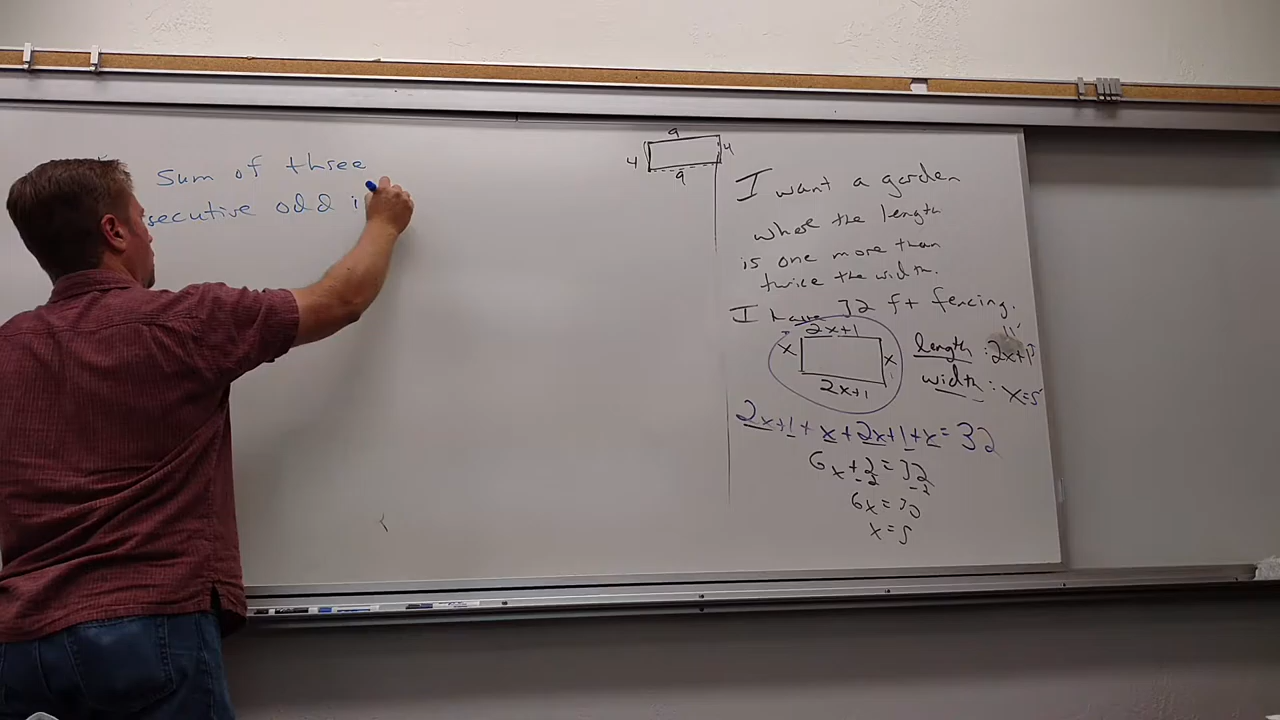 Sum of three
secutive odd i
9
4
4
9
I want a garden
where the length
is one more than
twice the width.
I have 32 ft fencing.
2x+1
x
x
2x+1
length : 2x+1
11
width : x=5
2x+1+x+2x+1+x=32
6x+2=32
-2 -2
6x=30
x=5